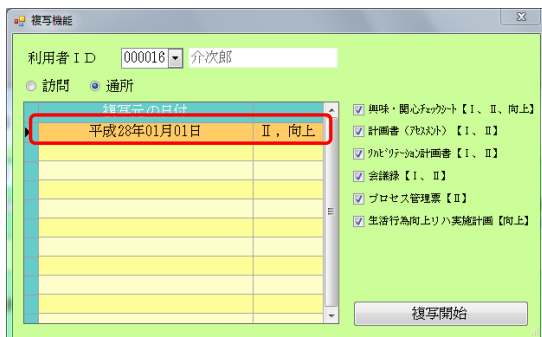 複写機能
利用者ID 000016 介次郎
訪問 通所
複写元の日付
平成28年01月01日 Ⅱ，向上
興味・関心ﾁｪｯｸｼｰﾄ【Ⅰ、Ⅱ、向上】
計画書（ｱｾｽﾒﾝﾄ）【Ⅰ、Ⅱ】
ﾘﾊﾋﾞﾘﾃｰｼｮﾝ計画書【Ⅰ、Ⅱ】
会議録【Ⅰ、Ⅱ】
プロセス管理票【Ⅱ】
生活行為向上リハ実施計画【向上】
複写開始